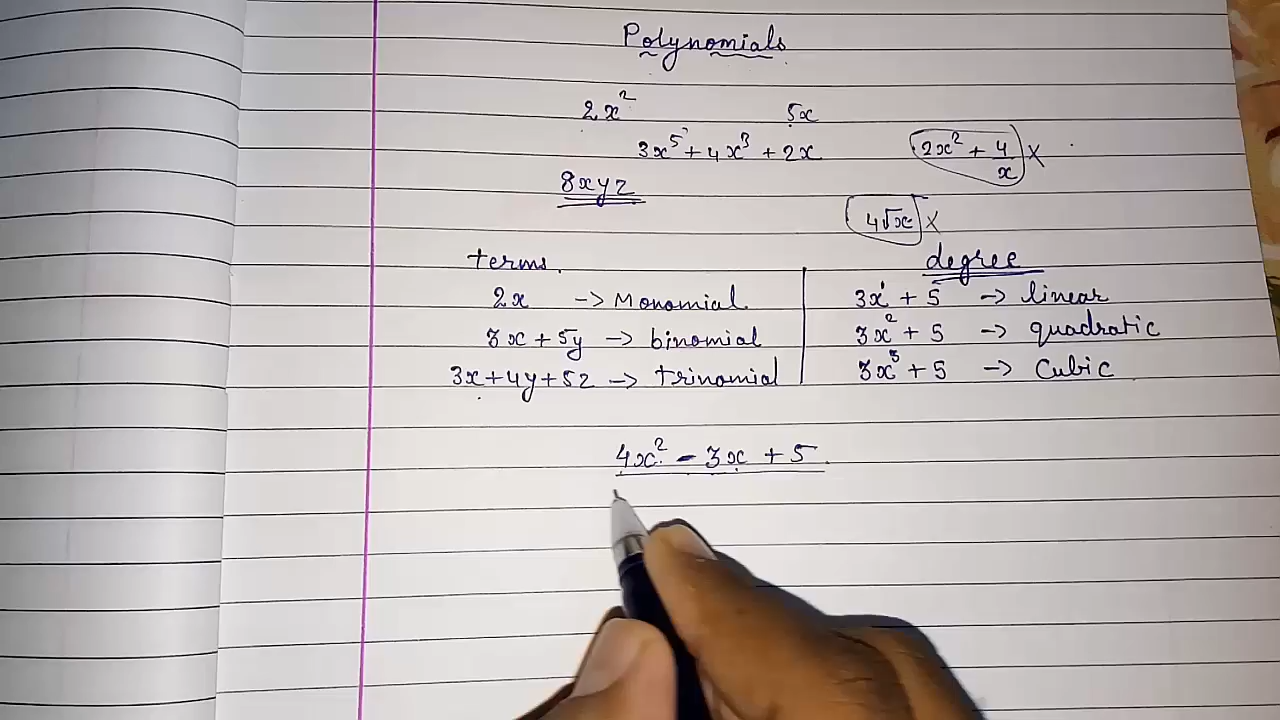 Polynomials
2x² 5x
3x⁵ + 4x³ + 2x 2x² + 4/x X
8xyz
4√x X
terms. degree
2x -> Monomial 3x¹ + 5 -> linear
3x + 5y -> binomial 3x² + 5 -> quadratic
3x + 4y + 5z -> trinomial 3x³ + 5 -> Cubic
4x² - 3x + 5